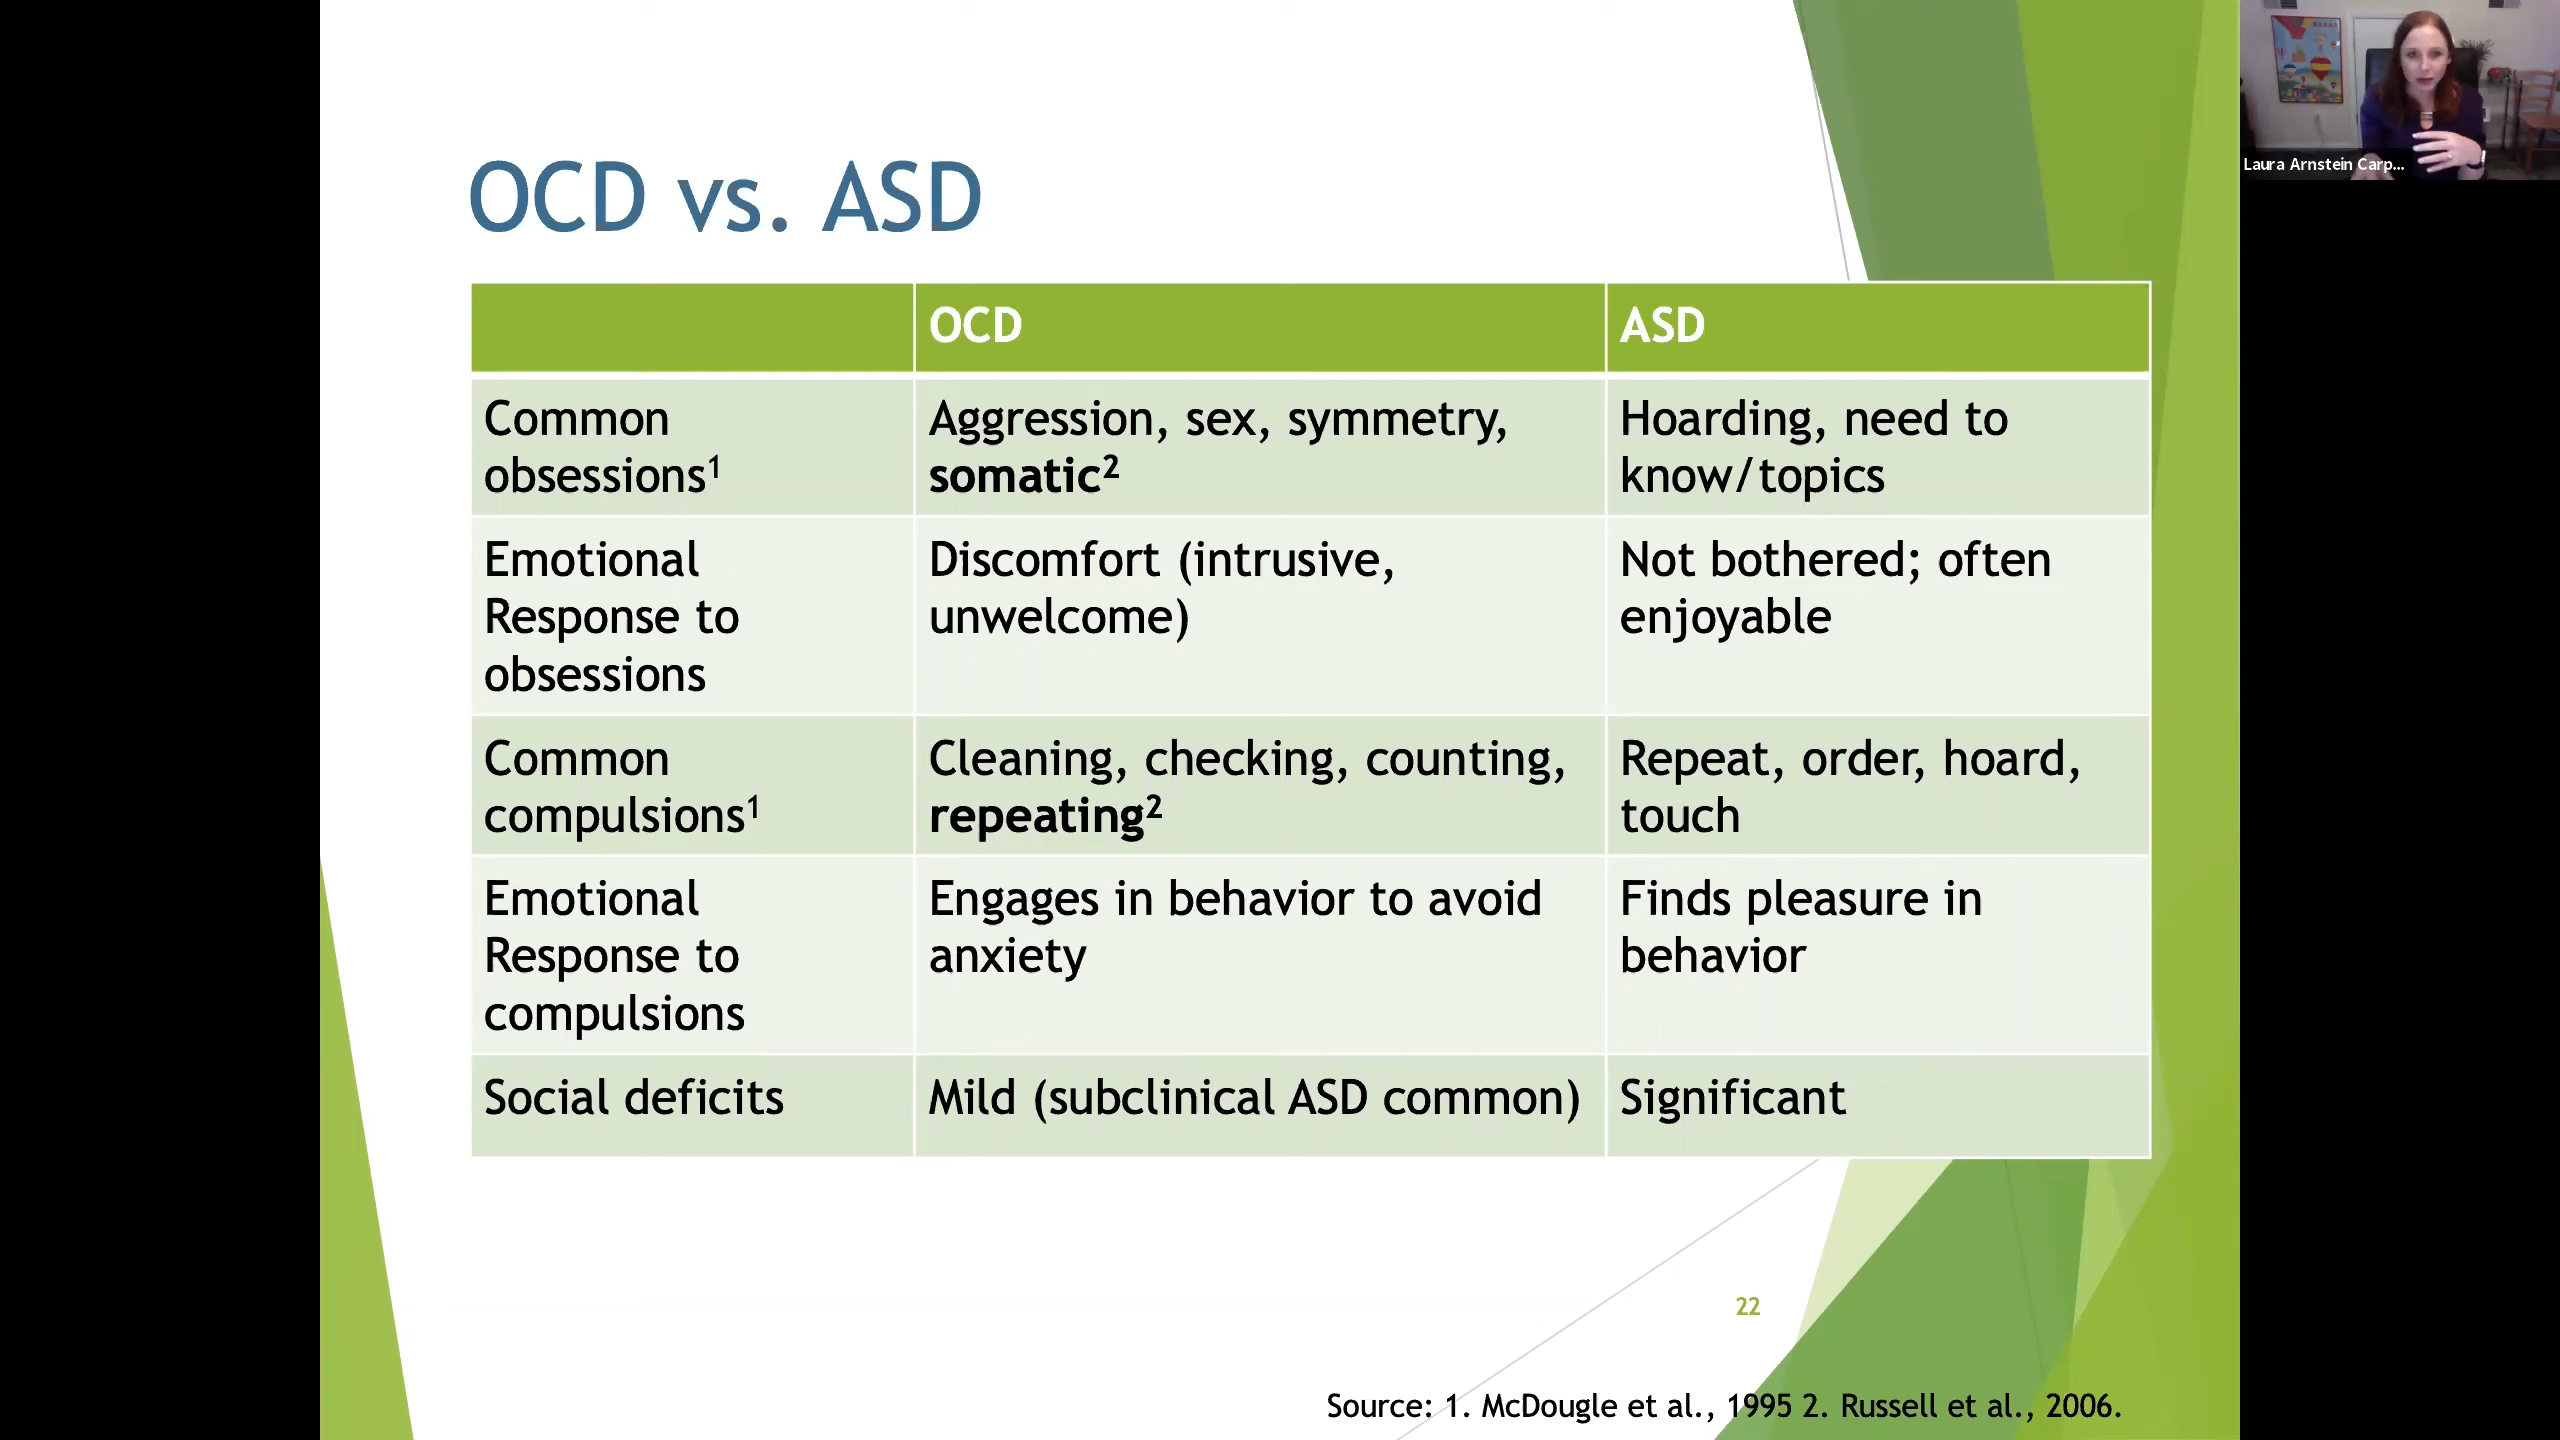 OCD vs. ASD
OCD
ASD
Common
obsessions¹
Aggression, sex, symmetry,
somatic²
Hoarding, need to
know/topics
Emotional
Response to
obsessions
Discomfort (intrusive,
unwelcome)
Not bothered; often
enjoyable
Common
compulsions¹
Cleaning, checking, counting,
repeating²
Repeat, order, hoard,
touch
Emotional
Response to
compulsions
Engages in behavior to avoid
anxiety
Finds pleasure in
behavior
Social deficits
Mild (subclinical ASD common)
Significant
22
Source: 1. McDougle et al., 1995 2. Russell et al., 2006.
Laura Arnstein Carp...